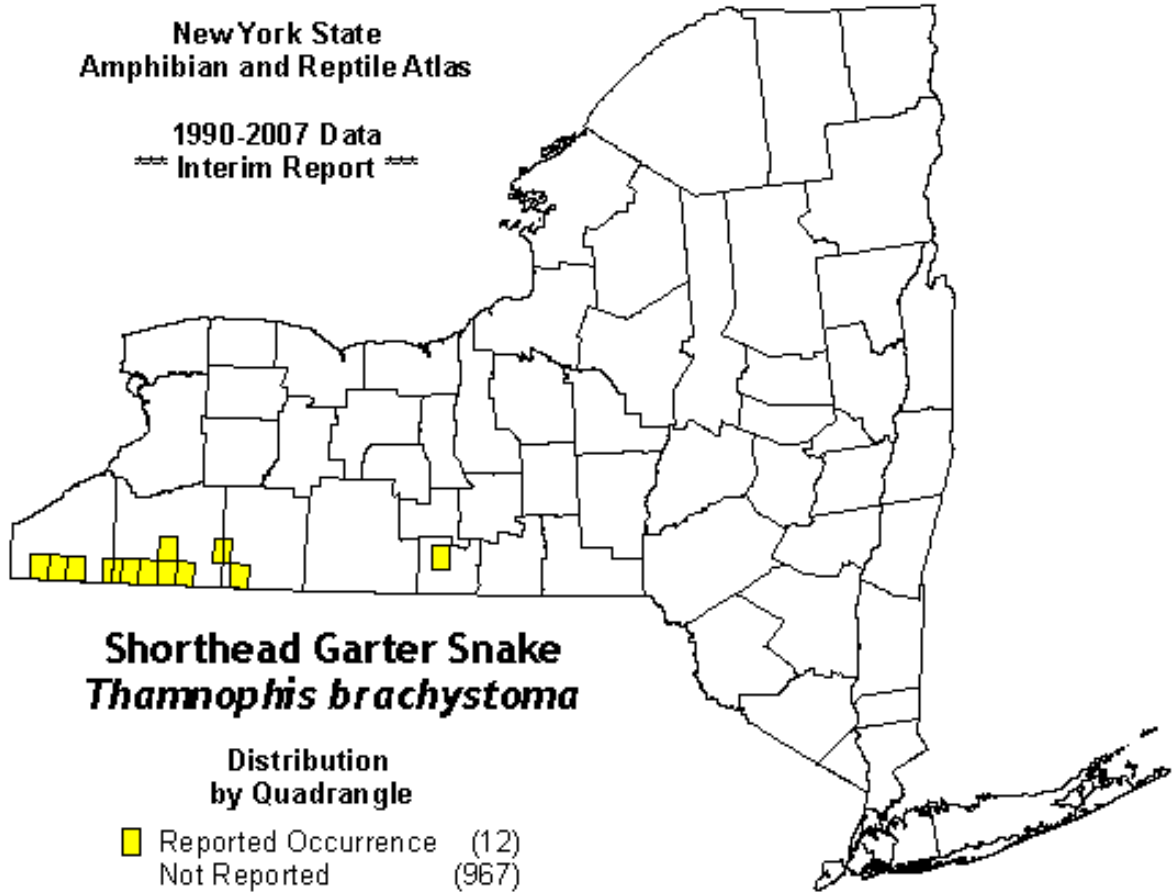 New York State
Amphibian and Reptile Atlas
1990-2007 Data
*** Interim Report ***
Shorthead Garter Snake
Thamnophis brachystoma
Distribution
by Quadrangle
Reported Occurrence (12)
Not Reported (967)